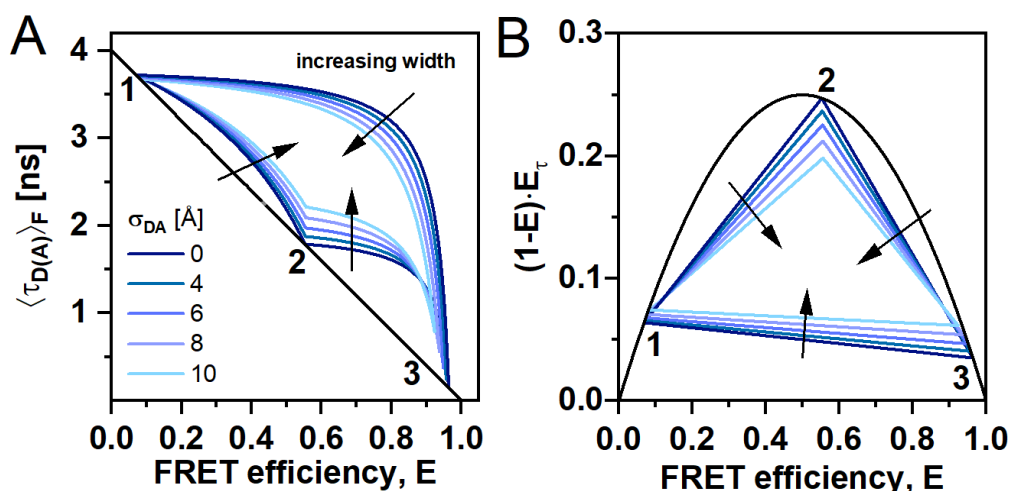 A
⟨τD(A)⟩F [ns]
4
3
2
1
increasing width
1
2
3
σDA [Å]
0
4
6
8
10
0.0 0.2 0.4 0.6 0.8 1.0
FRET efficiency, E
B
(1-E)·Eτ
0.3
0.2
0.1
0.0
2
1
3
0.0 0.2 0.4 0.6 0.8 1.0
FRET efficiency, E